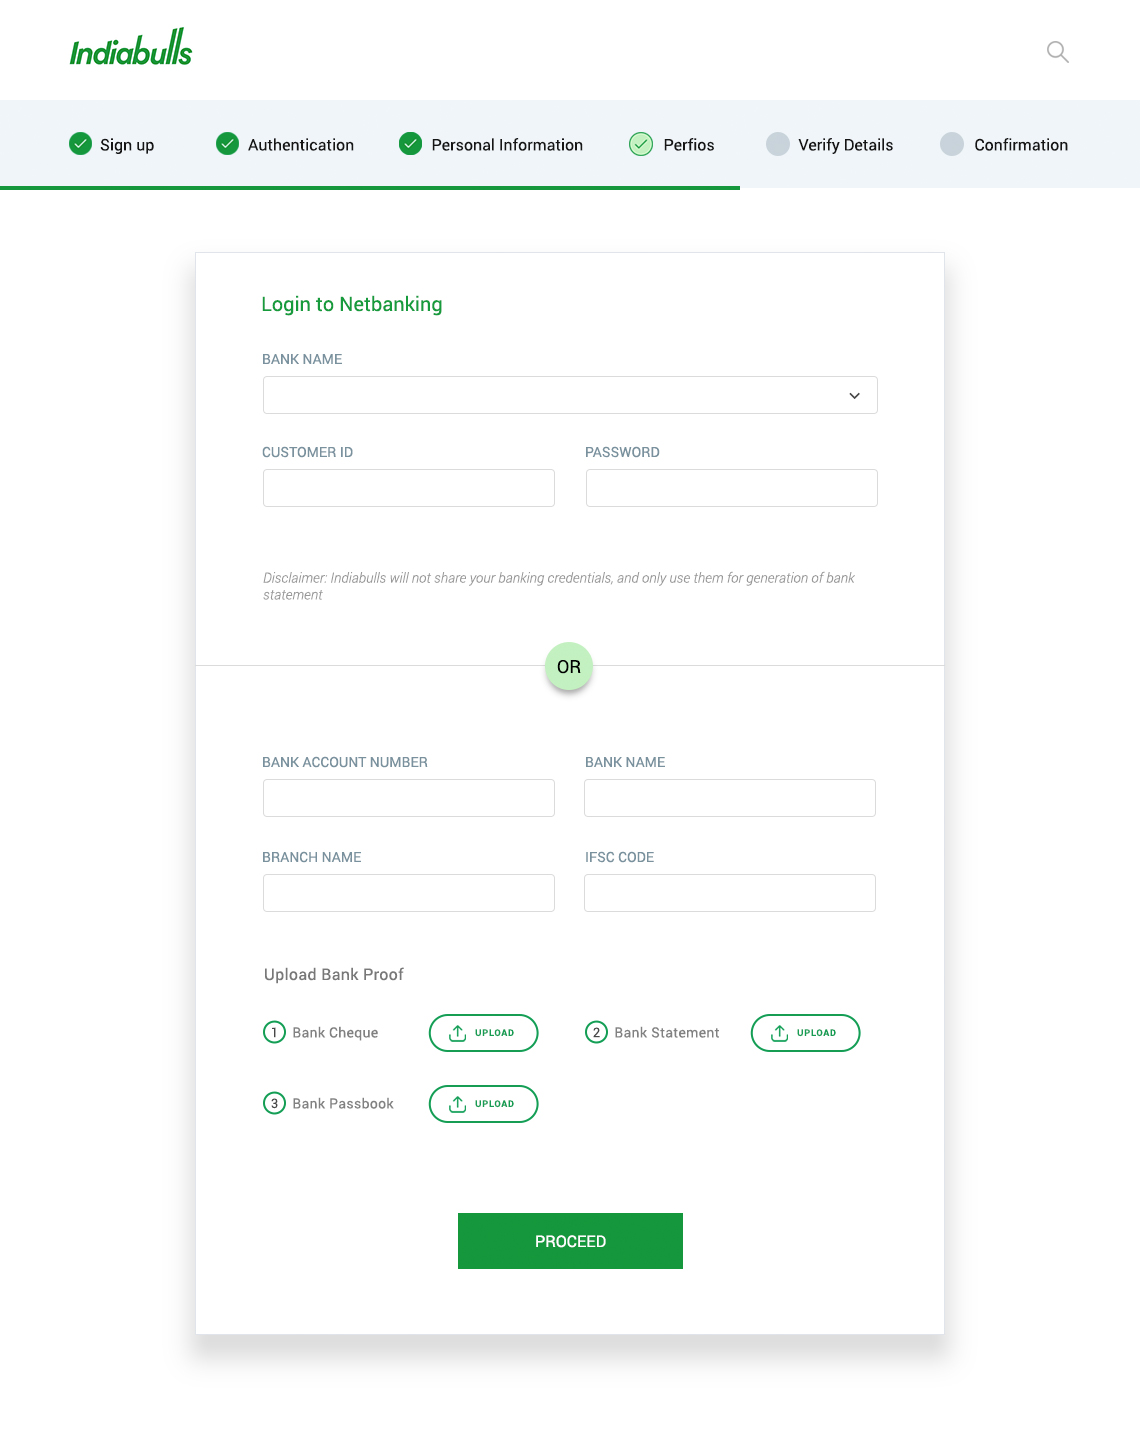 Indiabulls
Sign up
Authentication
Personal Information
Perfios
Verify Details
Confirmation
Login to Netbanking
BANK NAME
CUSTOMER ID
PASSWORD
Disclaimer: Indiabulls will not share your banking credentials, and only use them for generation of bank
statement
OR
BANK ACCOUNT NUMBER
BANK NAME
BRANCH NAME
IFSC CODE
Upload Bank Proof
1 Bank Cheque
UPLOAD
2 Bank Statement
UPLOAD
3 Bank Passbook
UPLOAD
PROCEED